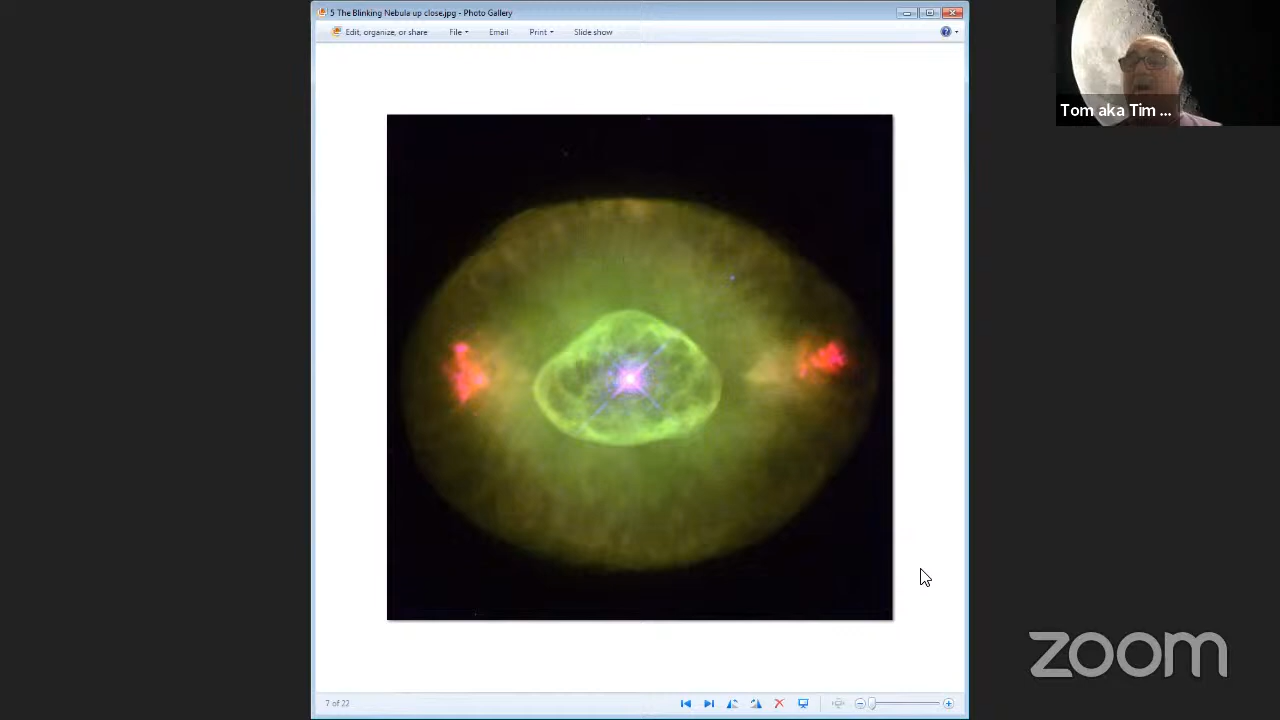 5 The Blinking Nebula up close.jpg - Photo Gallery
Edit, organize, or share File Email Print Slide show
Tom aka Tim ...
zoom
7 of 22